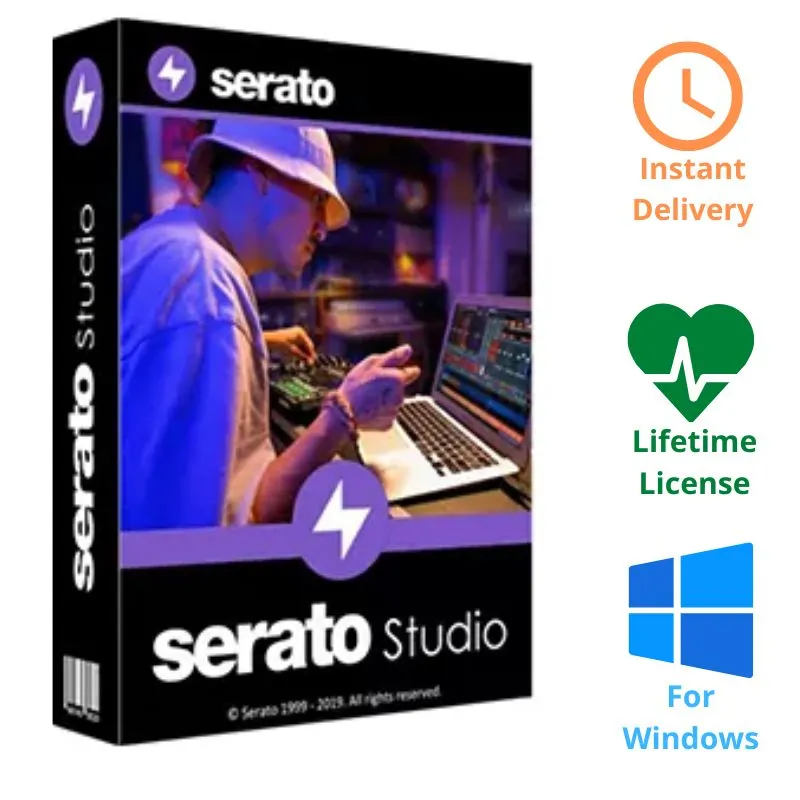 serato
serato Studio
serato Studio
© Serato 1999 - 2019. All rights reserved.
Instant
Delivery
Lifetime
License
For
Windows